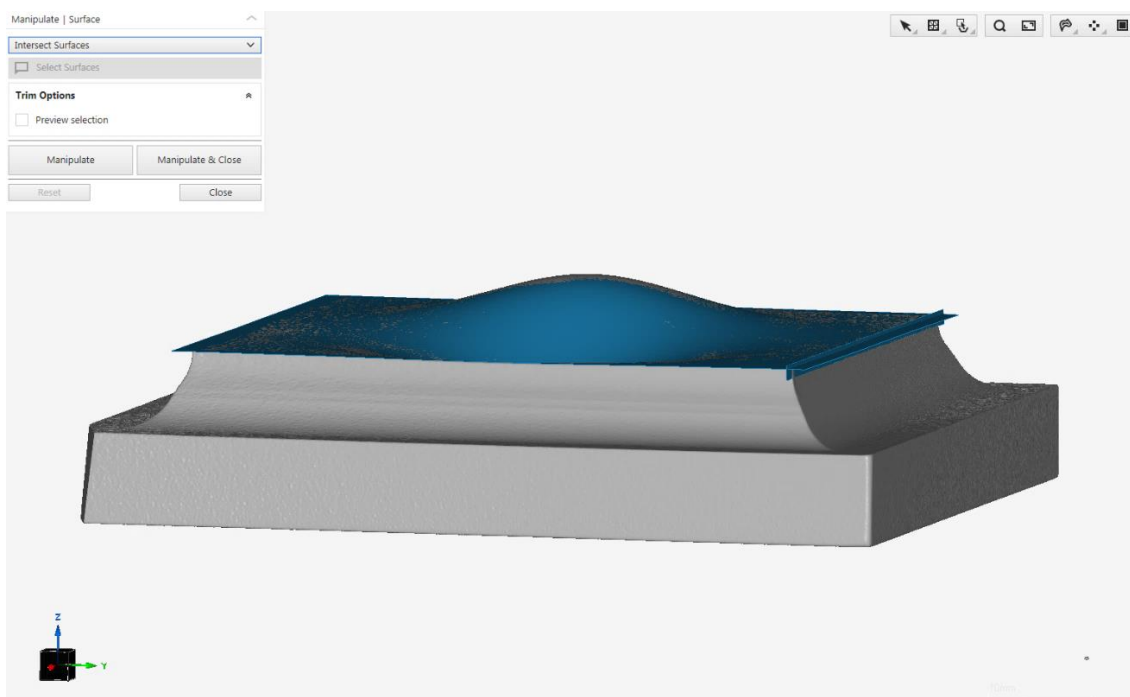 Manipulate | Surface
Intersect Surfaces
Select Surfaces
Trim Options
Preview selection
Manipulate
Manipulate & Close
Reset
Close
Z
Y